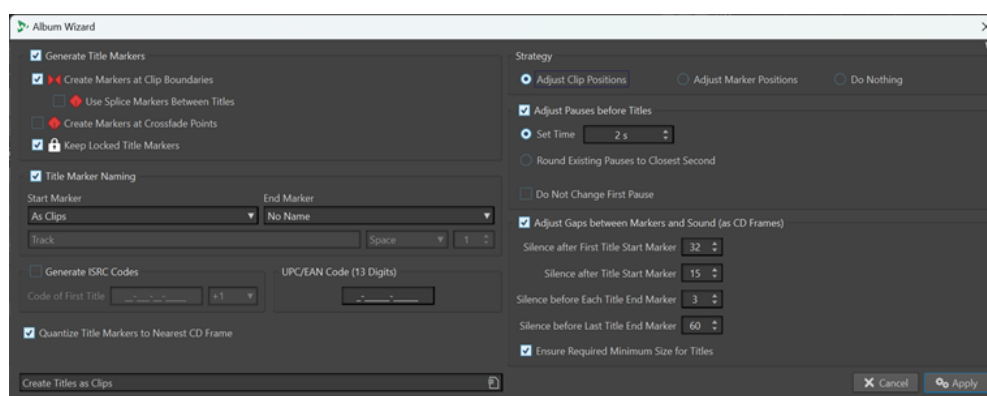 Album Wizard
Generate Title Markers
Create Markers at Clip Boundaries
Use Splice Markers Between Titles
Create Markers at Crossfade Points
Keep Locked Title Markers
Title Marker Naming
Start Marker
End Marker
As Clips
No Name
Track
Space
1
Generate ISRC Codes
Code of First Title
__-__-__-_____
+1
UPC/EAN Code (13 Digits)
_-_____-_____
Quantize Title Markers to Nearest CD Frame
Create Titles as Clips
Strategy
Adjust Clip Positions
Adjust Marker Positions
Do Nothing
Adjust Pauses before Titles
Set Time
2 s
Round Existing Pauses to Closest Second
Do Not Change First Pause
Adjust Gaps between Markers and Sound (as CD Frames)
Silence after First Title Start Marker 32
Silence after Title Start Marker 15
Silence before Each Title End Marker 3
Silence before Last Title End Marker 60
Ensure Required Minimum Size for Titles
Cancel
Apply